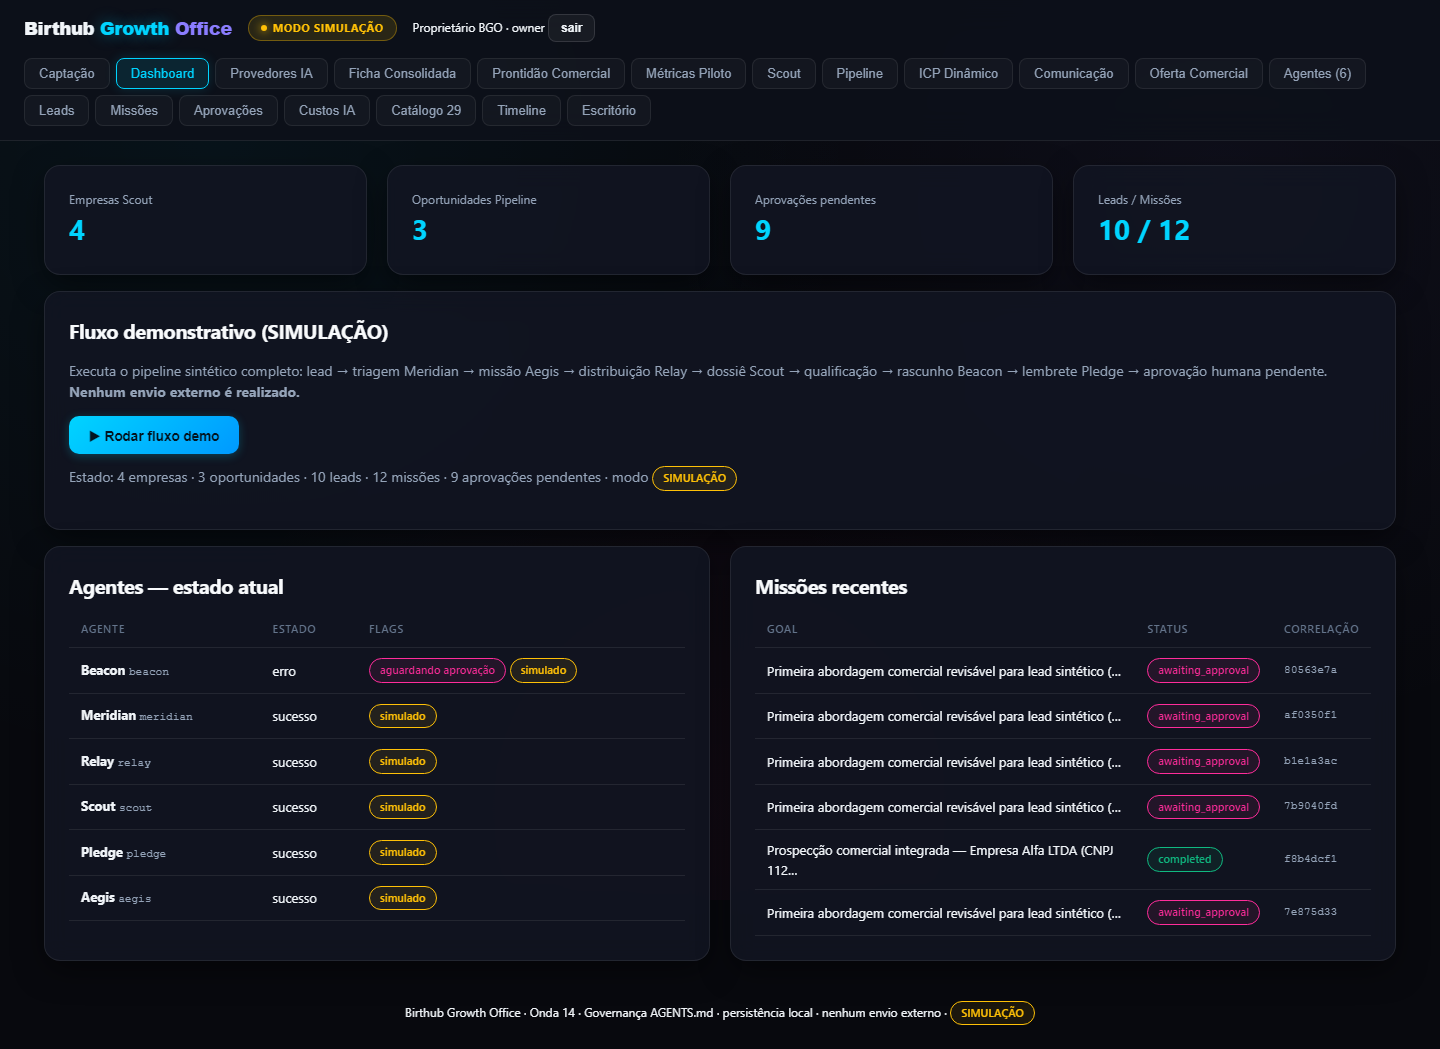 Birthub Growth Office
MODO SIMULAÇÃO
Proprietário BGO · owner
sair
Captação
Dashboard
Provedores IA
Ficha Consolidada
Prontidão Comercial
Métricas Piloto
Scout
Pipeline
ICP Dinâmico
Comunicação
Oferta Comercial
Agentes (6)
Leads
Missões
Aprovações
Custos IA
Catálogo 29
Timeline
Escritório
Empresas Scout
4
Oportunidades Pipeline
3
Aprovações pendentes
9
Leads / Missões
10 / 12
Fluxo demonstrativo (SIMULAÇÃO)
Executa o pipeline sintético completo: lead → triagem Meridian → missão Aegis → distribuição Relay → dossiê Scout → qualificação → rascunho Beacon → lembrete Pledge → aprovação humana pendente.
Nenhum envio externo é realizado.
▶ Rodar fluxo demo
Estado: 4 empresas · 3 oportunidades · 10 leads · 12 missões · 9 aprovações pendentes · modo SIMULAÇÃO
Agentes — estado atual
AGENTE ESTADO FLAGS
Beacon beacon erro aguardando aprovação simulado
Meridian meridian sucesso simulado
Relay relay sucesso simulado
Scout scout sucesso simulado
Pledge pledge sucesso simulado
Aegis aegis sucesso simulado
Missões recentes
GOAL STATUS CORRELAÇÃO
Primeira abordagem comercial revisável para lead sintético (... awaiting_approval 80563e7a
Primeira abordagem comercial revisável para lead sintético (... awaiting_approval af0350f1
Primeira abordagem comercial revisável para lead sintético (... awaiting_approval b1e1a3ac
Primeira abordagem comercial revisável para lead sintético (... awaiting_approval 7b9040fd
Prospecção comercial integrada — Empresa Alfa LTDA (CNPJ
112... completed f8b4dcf1
Primeira abordagem comercial revisável para lead sintético (... awaiting_approval 7e875d33
Birthub Growth Office · Onda 14 · Governança AGENTS.md · persistência local · nenhum envio externo · SIMULAÇÃO